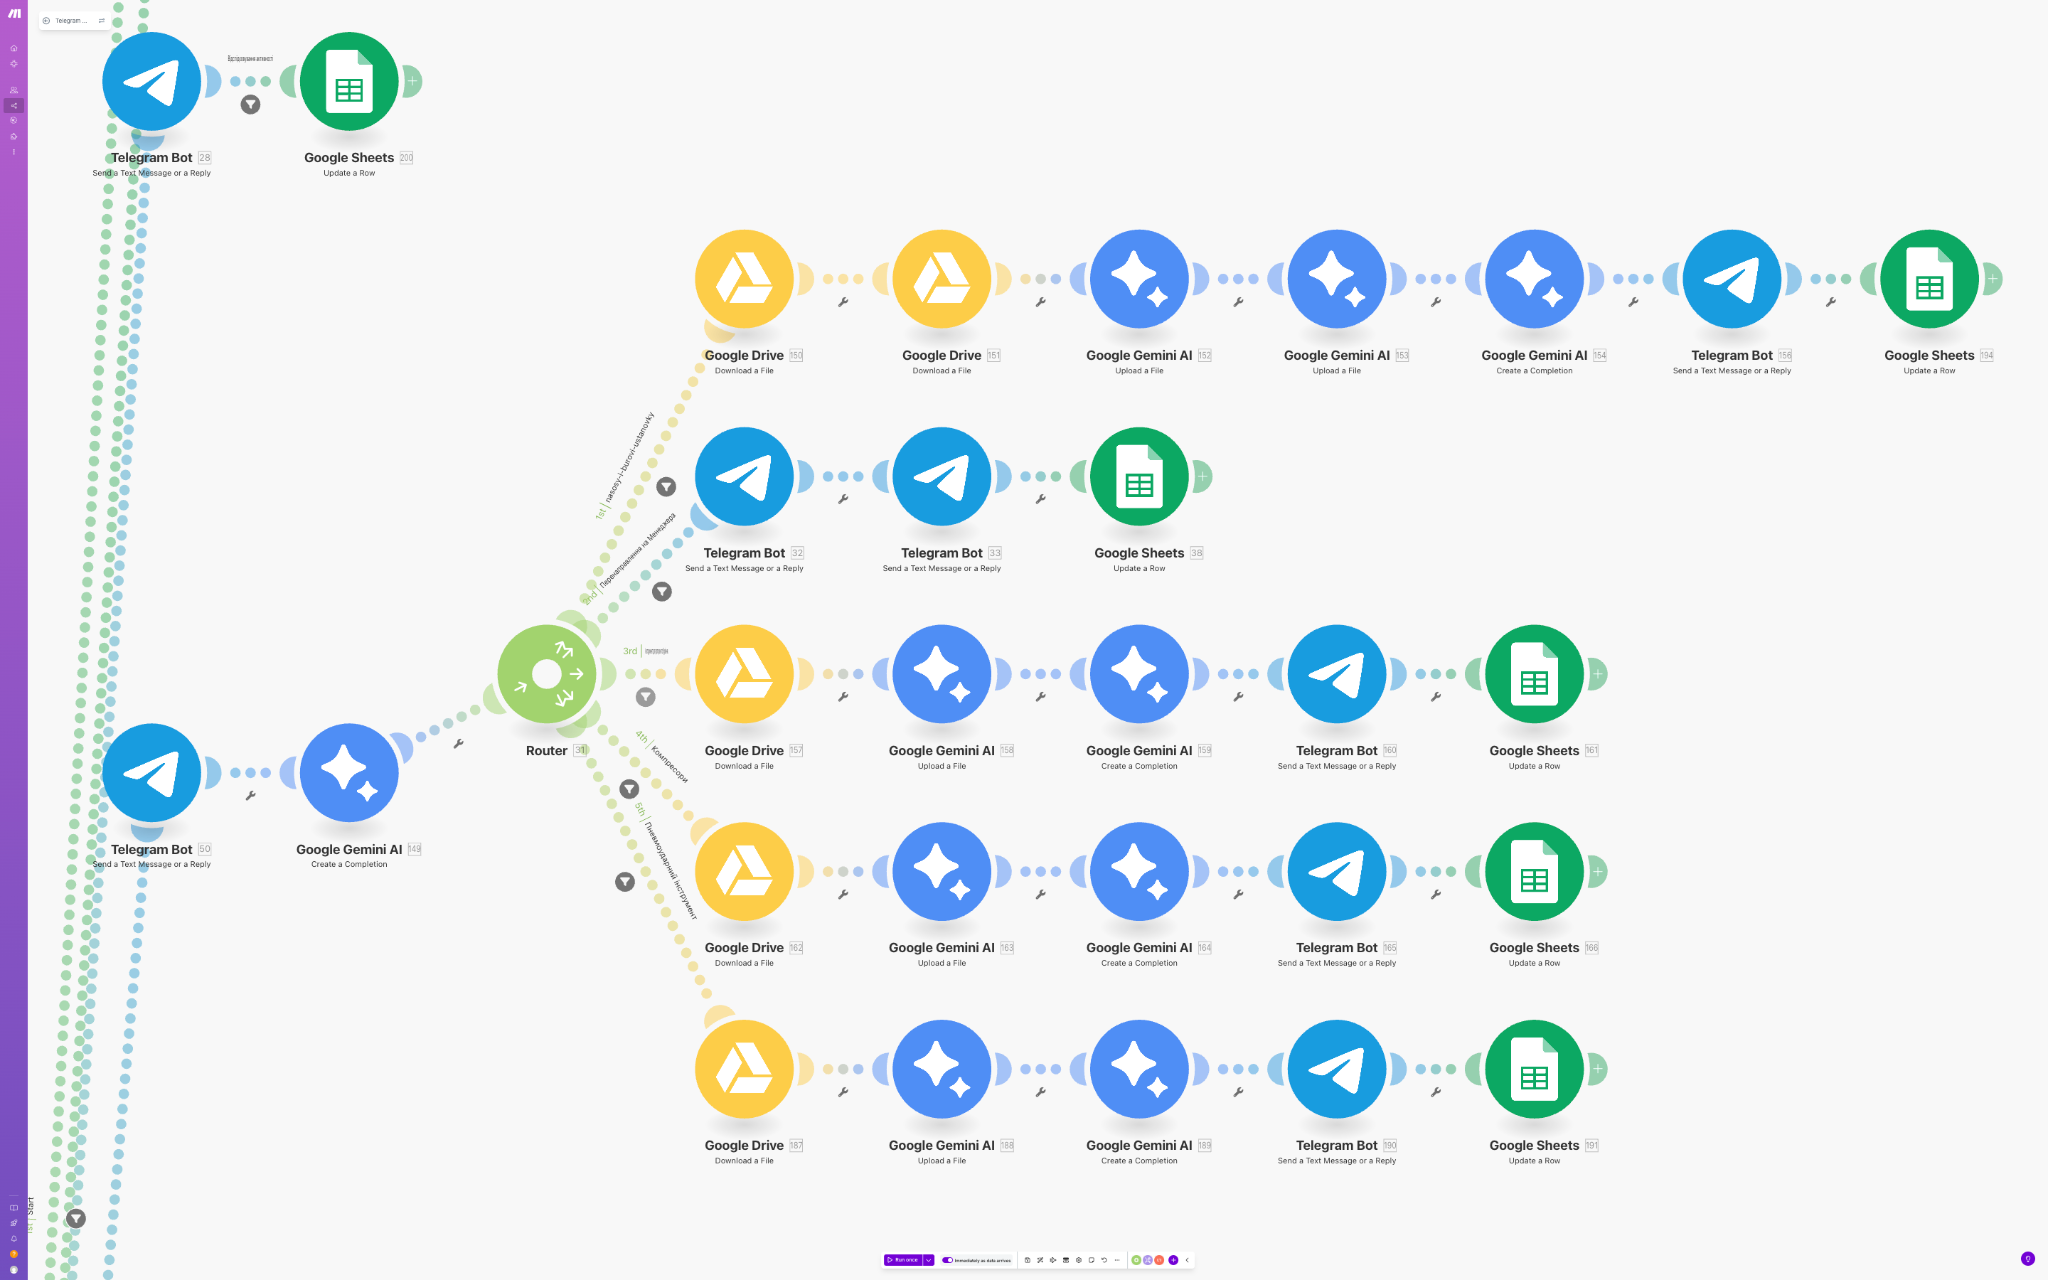 Telegram ...
Telegram Bot 28
Send a Text Message or a Reply
Google Sheets 200
Update a Row
1st | nasosy-i-burovi-ustanovky
Google Drive 150
Download a File
Google Drive 151
Download a File
Google Gemini AI 152
Upload a File
Google Gemini AI 153
Upload a File
Google Gemini AI 154
Create a Completion
Telegram Bot 156
Send a Text Message or a Reply
Google Sheets 194
Update a Row
2nd | Перенаправлення на Менеджера
Telegram Bot 32
Send a Text Message or a Reply
Telegram Bot 33
Send a Text Message or a Reply
Google Sheets 38
Update a Row
Telegram Bot 50
Send a Text Message or a Reply
Google Gemini AI 149
Create a Completion
Router 31
3rd |
Google Drive 157
Download a File
Google Gemini AI 158
Upload a File
Google Gemini AI 159
Create a Completion
Telegram Bot 160
Send a Text Message or a Reply
Google Sheets 161
Update a Row
4th | Компресори
Google Drive 162
Download a File
Google Gemini AI 163
Upload a File
Google Gemini AI 164
Create a Completion
Telegram Bot 165
Send a Text Message or a Reply
Google Sheets 166
Update a Row
5th | Пневмоударний інструмент
Google Drive 187
Download a File
Google Gemini AI 188
Upload a File
Google Gemini AI 189
Create a Completion
Telegram Bot 190
Send a Text Message or a Reply
Google Sheets 191
Update a Row
1st | Start
Run once
Immediately as data arrives